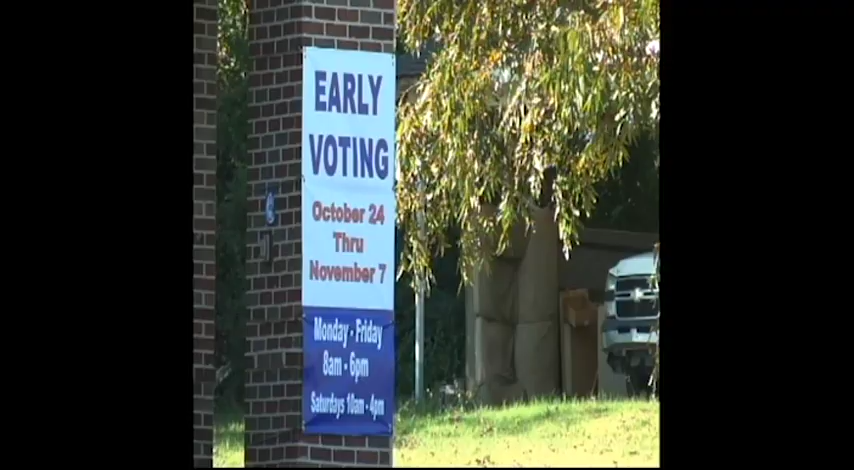 EARLY
VOTING
October 24
Thru
November 7
Monday - Friday
8am - 6pm
Saturdays 10am - 4pm